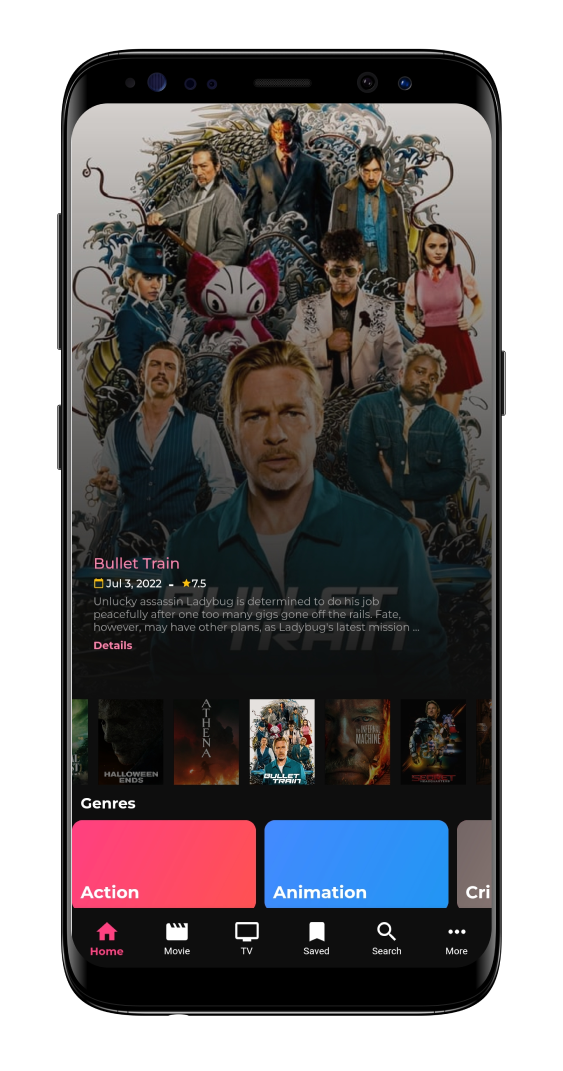 Bullet Train
Jul 3, 2022 - 7.5
Unlucky assassin Ladybug is determined to do his job
peacefully after one too many gigs gone off the rails. Fate,
however, may have other plans, as Ladybug's latest mission ...
BULLET
TRAIN
Details
HALLOWEEN
ENDS
ATHENA
BULLET
TRAIN
MACHINE
Genres
Action
Animation
Cri
Home
Movie
TV
Saved
Search
More